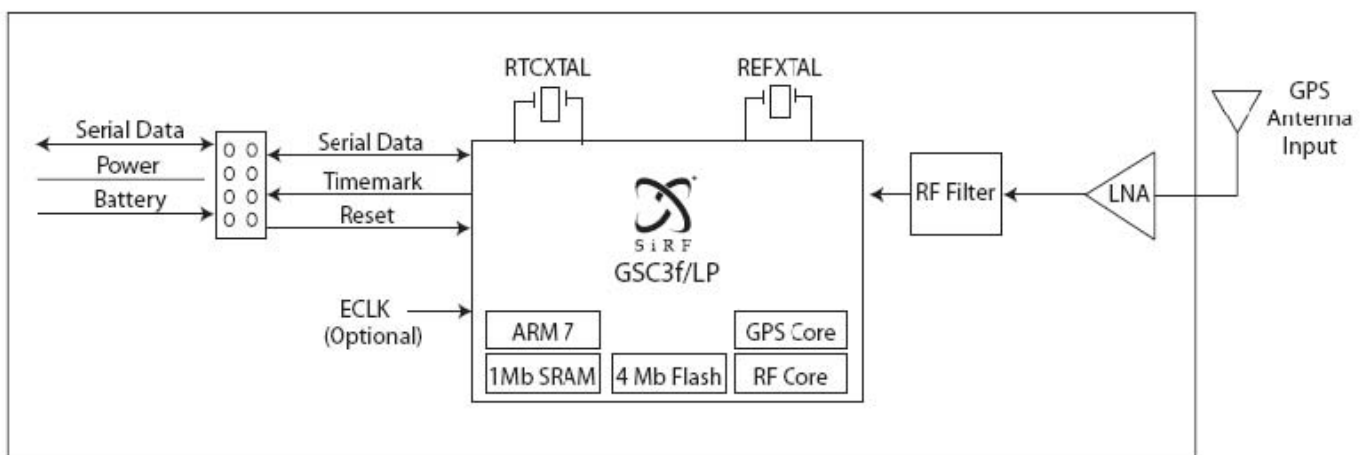 RTCXTAL
REFXTAL
GPS
Antenna
Input
Serial Data
Power
Battery
Serial Data
Timemark
Reset
RF Filter
LNA
SiRF
GSC3f/LP
ECLK
(Optional)
ARM 7
GPS Core
1Mb SRAM
4 Mb Flash
RF Core